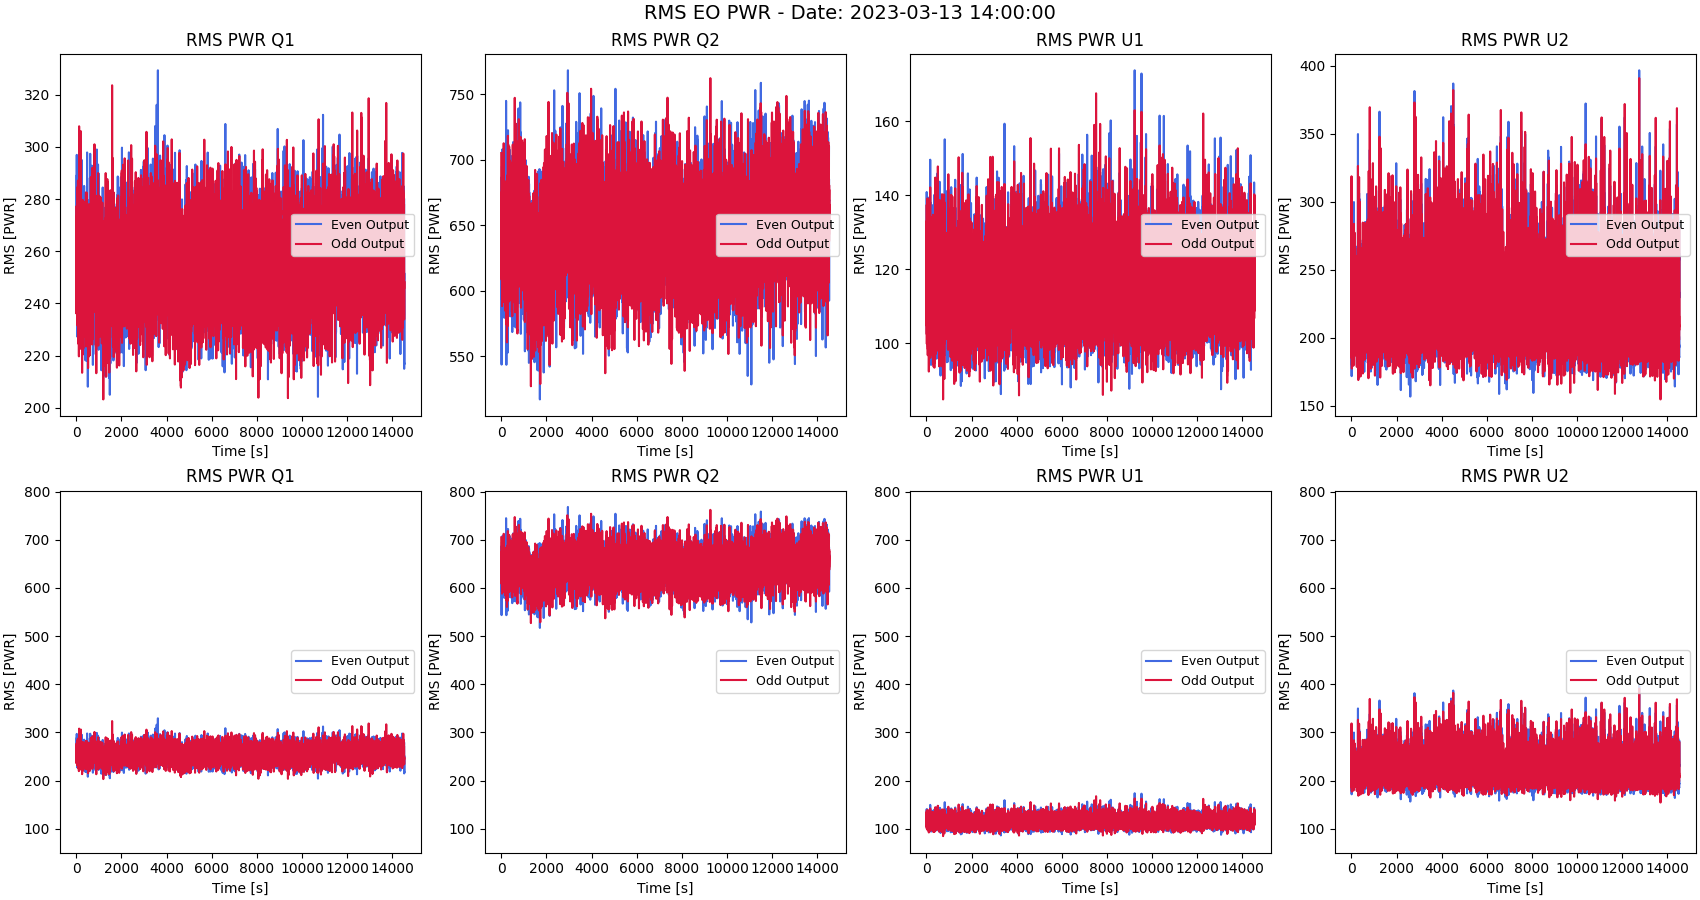 RMS EO PWR - Date: 2023-03-13 14:00:00
RMS PWR Q1
RMS [PWR]
320
300
280
260
240
220
200
Even Output
Odd Output
0 2000 4000 6000 8000 10000 12000 14000
Time [s]
RMS PWR Q2
RMS [PWR]
750
700
650
600
550
Even Output
Odd Output
0 2000 4000 6000 8000 10000 12000 14000
Time [s]
RMS PWR U1
RMS [PWR]
160
140
120
100
Even Output
Odd Output
0 2000 4000 6000 8000 10000 12000 14000
Time [s]
RMS PWR U2
RMS [PWR]
400
350
300
250
200
150
Even Output
Odd Output
0 2000 4000 6000 8000 10000 12000 14000
Time [s]
RMS PWR Q1
RMS [PWR]
800
700
600
500
400
300
200
100
Even Output
Odd Output
0 2000 4000 6000 8000 10000 12000 14000
Time [s]
RMS PWR Q2
RMS [PWR]
800
700
600
500
400
300
200
100
Even Output
Odd Output
0 2000 4000 6000 8000 10000 12000 14000
Time [s]
RMS PWR U1
RMS [PWR]
800
700
600
500
400
300
200
100
Even Output
Odd Output
0 2000 4000 6000 8000 10000 12000 14000
Time [s]
RMS PWR U2
RMS [PWR]
800
700
600
500
400
300
200
100
Even Output
Odd Output
0 2000 4000 6000 8000 10000 12000 14000
Time [s]